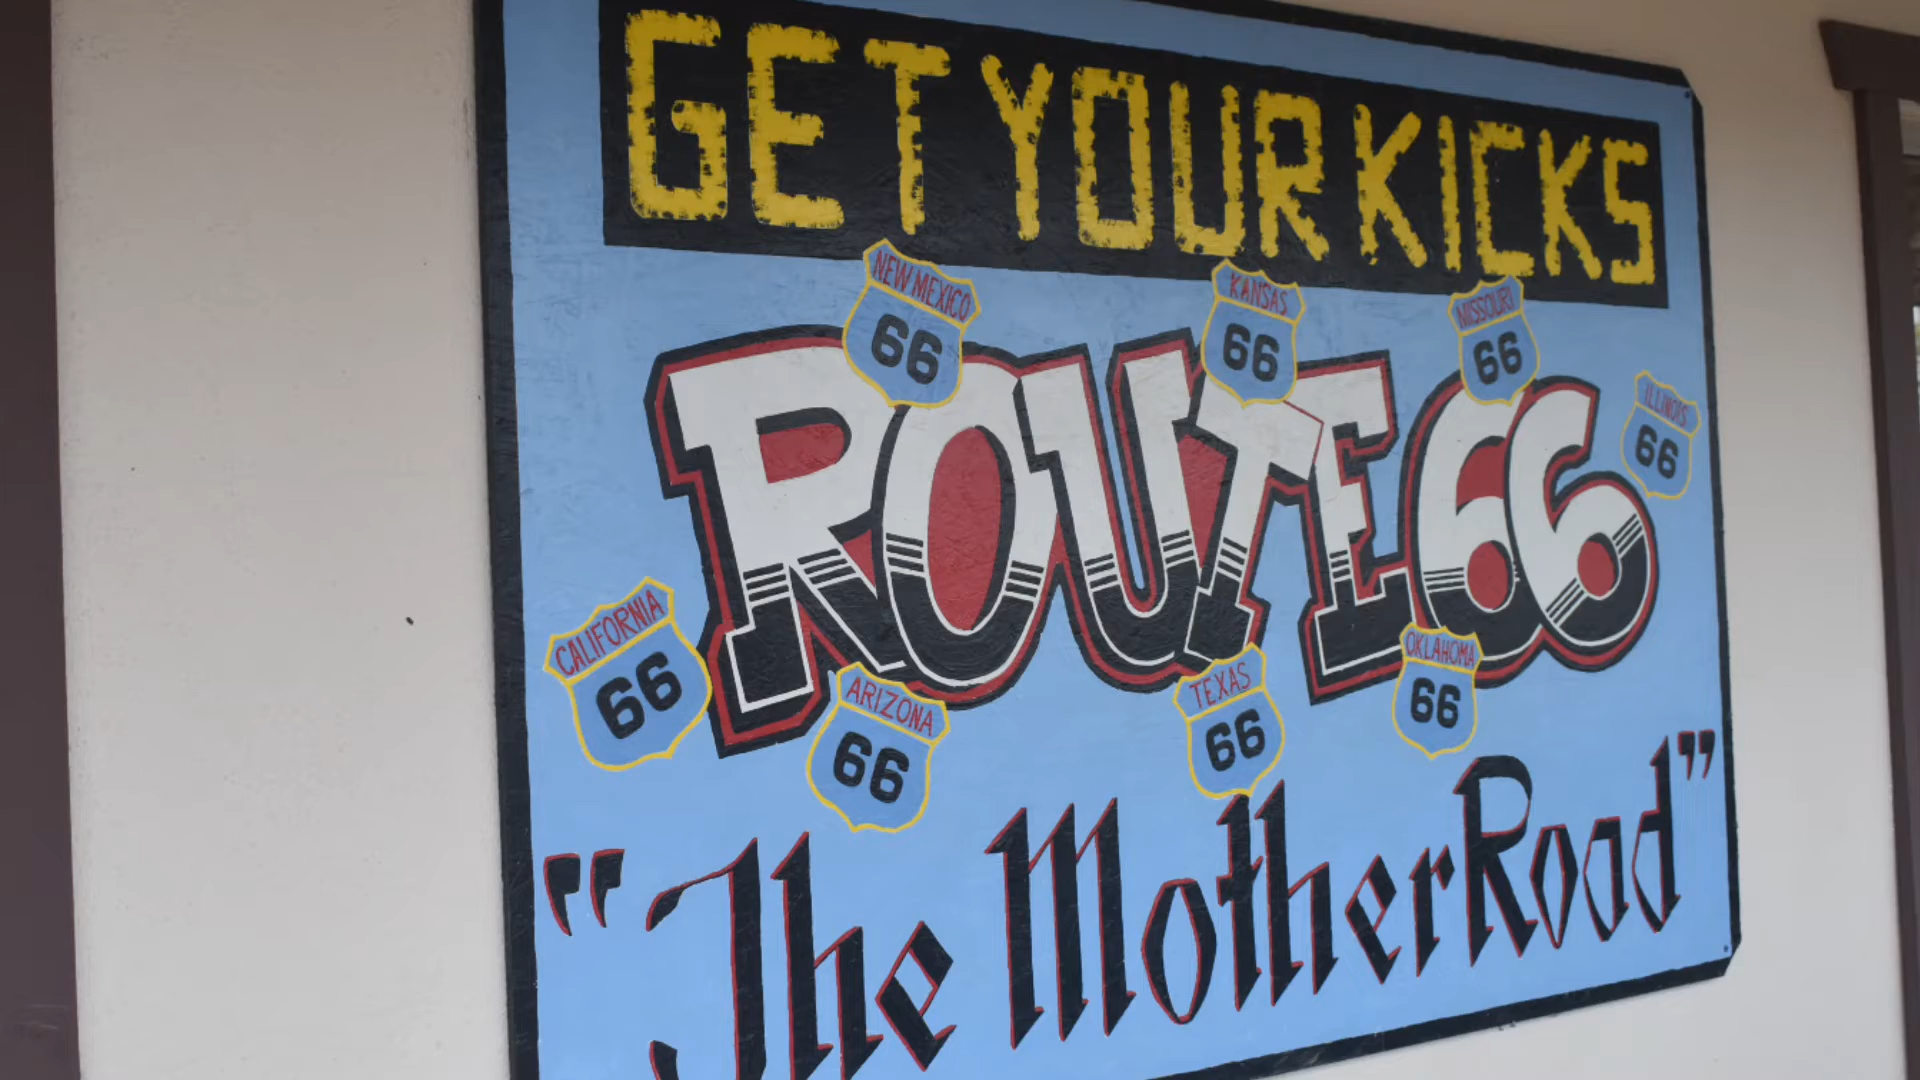 GET YOUR KICKS
NEW MEXICO
66
KANSAS
66
MISSOURI
66
ILLINOIS
66
ROUTE 66
CALIFORNIA
66
ARIZONA
66
TEXAS
66
OKLAHOMA
66
"The Mother Road"